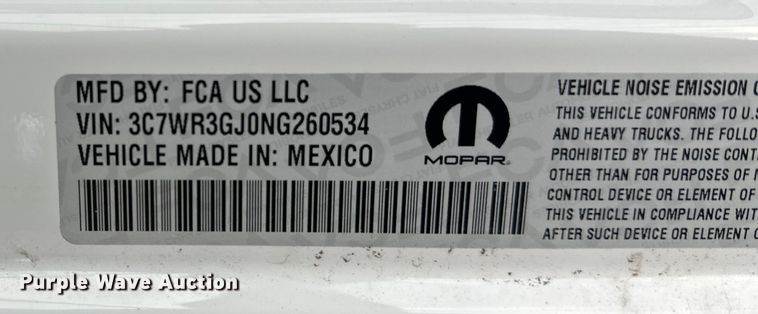 MFD BY: FCA US LLC
VIN: 3C7WR3GJ0NG260534
VEHICLE MADE IN: MEXICO
MOPAR
VEHICLE NOISE EMISSION
THIS VEHICLE CONFORMS TO U.S
AND HEAVY TRUCKS. THE FOLLO
PROHIBITED BY THE NOISE CONT
OTHER THAN FOR PURPOSES OF
CONTROL DEVICE OR ELEMENT OF
THIS VEHICLE IN COMPLIANCE WIT
AFTER SUCH DEVICE OR ELEMENT
Purple Wave Auction